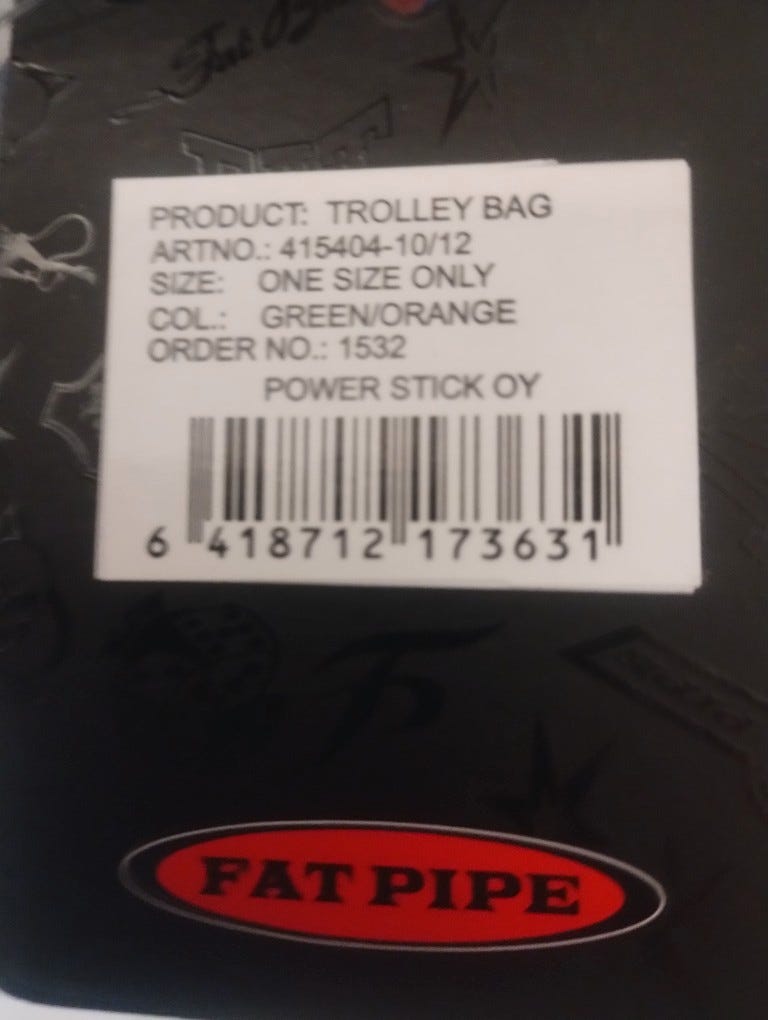 PRODUCT: TROLLEY BAG
ARTNO.: 415404-10/12
SIZE: ONE SIZE ONLY
COL.: GREEN/ORANGE
ORDER NO.: 1532
POWER STICK OY
6 418712 173631
FAT PIPE